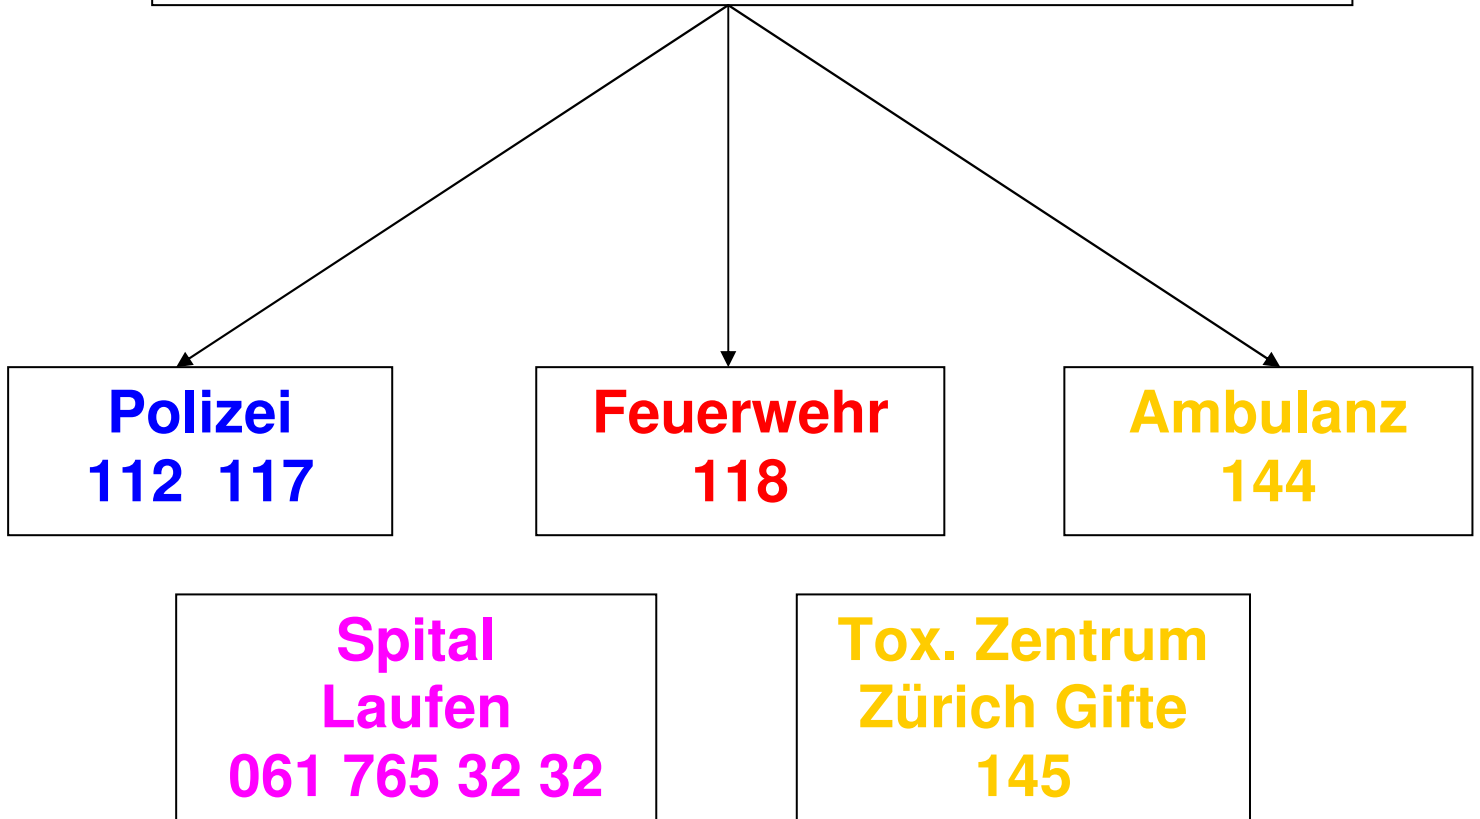 Polizei
112 117
Feuerwehr
118
Ambulanz
144
Spital
Laufen
061 765 32 32
Tox. Zentrum
Zürich Gifte
145